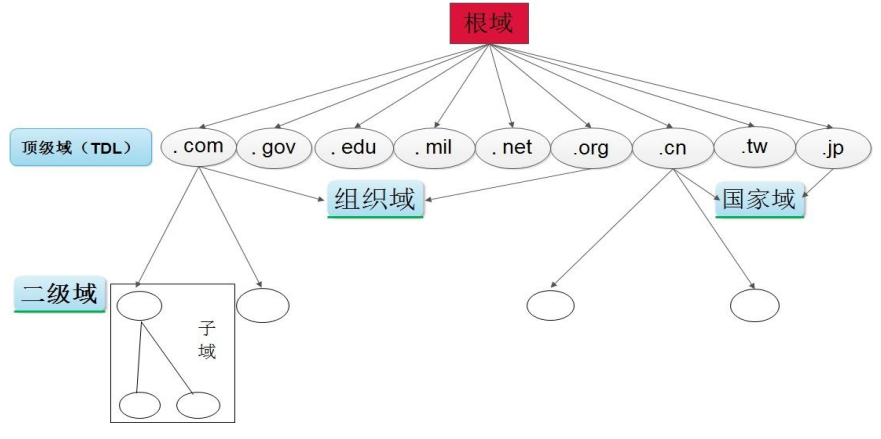 根域
顶级域（TDL）
. com
. gov
. edu
. mil
. net
.org
.cn
.tw
.jp
组织域
国家域
二级域
子
域